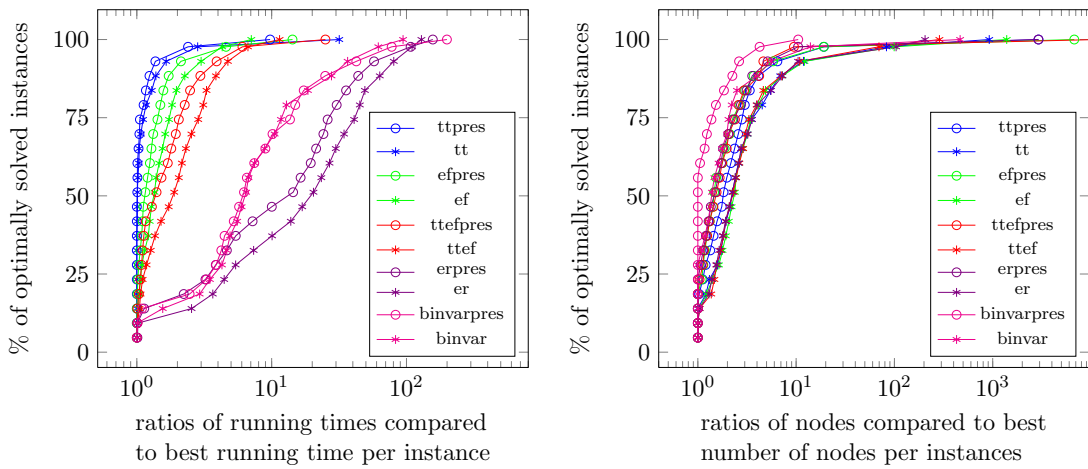 % of optimally solved instances
100
75
50
25
0
10^0
10^1
10^2
ttpres
tt
efpres
ef
ttefpres
ttef
erpres
er
binvarpres
binvar
ratios of running times compared
to best running time per instance
% of optimally solved instances
100
75
50
25
0
10^0
10^1
10^2
10^3
ttpres
tt
efpres
ef
ttefpres
ttef
erpres
er
binvarpres
binvar
ratios of nodes compared to best
number of nodes per instances